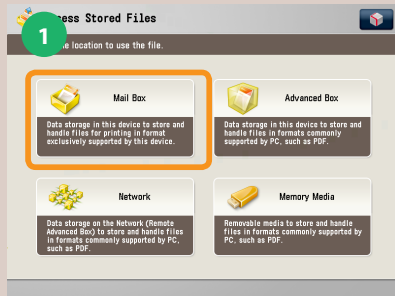 1
ess Stored Files
e location to use the file.
Mail Box
Data storage in this device to store and
handle files for printing in format
exclusively supported by this device.
Advanced Box
Data storage in this device to store and
handle files in formats commonly
supported by PC, such as PDF.
Network
Data storage on the Network (Remote
Advanced Box) to store and handle files
in formats commonly supported by PC,
such as PDF.
Memory Media
Removable media to store and handle
files in formats commonly supported by
PC, such as PDF.